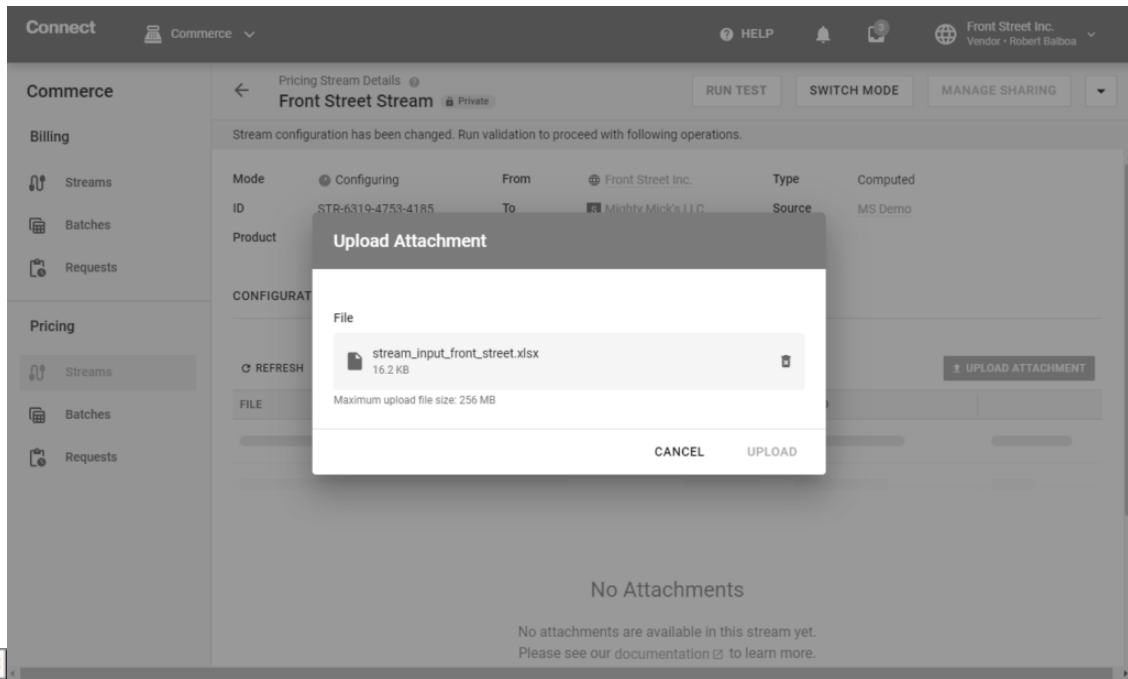 Connect
Commerce
HELP
3
Front Street Inc.
Vendor • Robert Balboa
Commerce
Billing
Streams
Batches
Requests
Pricing
Streams
Batches
Requests
Pricing Stream Details
Front Street Stream Private
RUN TEST
SWITCH MODE
MANAGE SHARING
Stream configuration has been changed. Run validation to proceed with following operations.
Mode Configuring From Front Street Inc. Type Computed
ID STR-6319-4753-4185 To Mighty Mick's LLC Source MS Demo
Product
CONFIGURAT
REFRESH
UPLOAD ATTACHMENT
FILE
Upload Attachment
File
stream_input_front_street.xlsx
16.2 KB
Maximum upload file size: 256 MB
CANCEL UPLOAD
No Attachments
No attachments are available in this stream yet.
Please see our documentation to learn more.